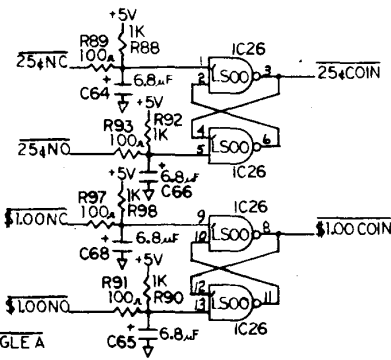 +5V
1K
R88
R89
100Ω
25¢NC
+
6.8µF
C64
1
2
IC26
LS00
3
25¢COIN
+5V
R92
1K
R93
100Ω
25¢NO
+
6.8µF
C66
4
5
LS00
6
IC26
+5V
1K
R98
R97
100Ω
$1.00NC
+
6.8µF
C68
9
10
IC26
LS00
8
$1.00 COIN
+5V
1K
R90
R91
100Ω
$1.00NO
+
6.8µF
C65
12
13
LS00
11
IC26
GLE A